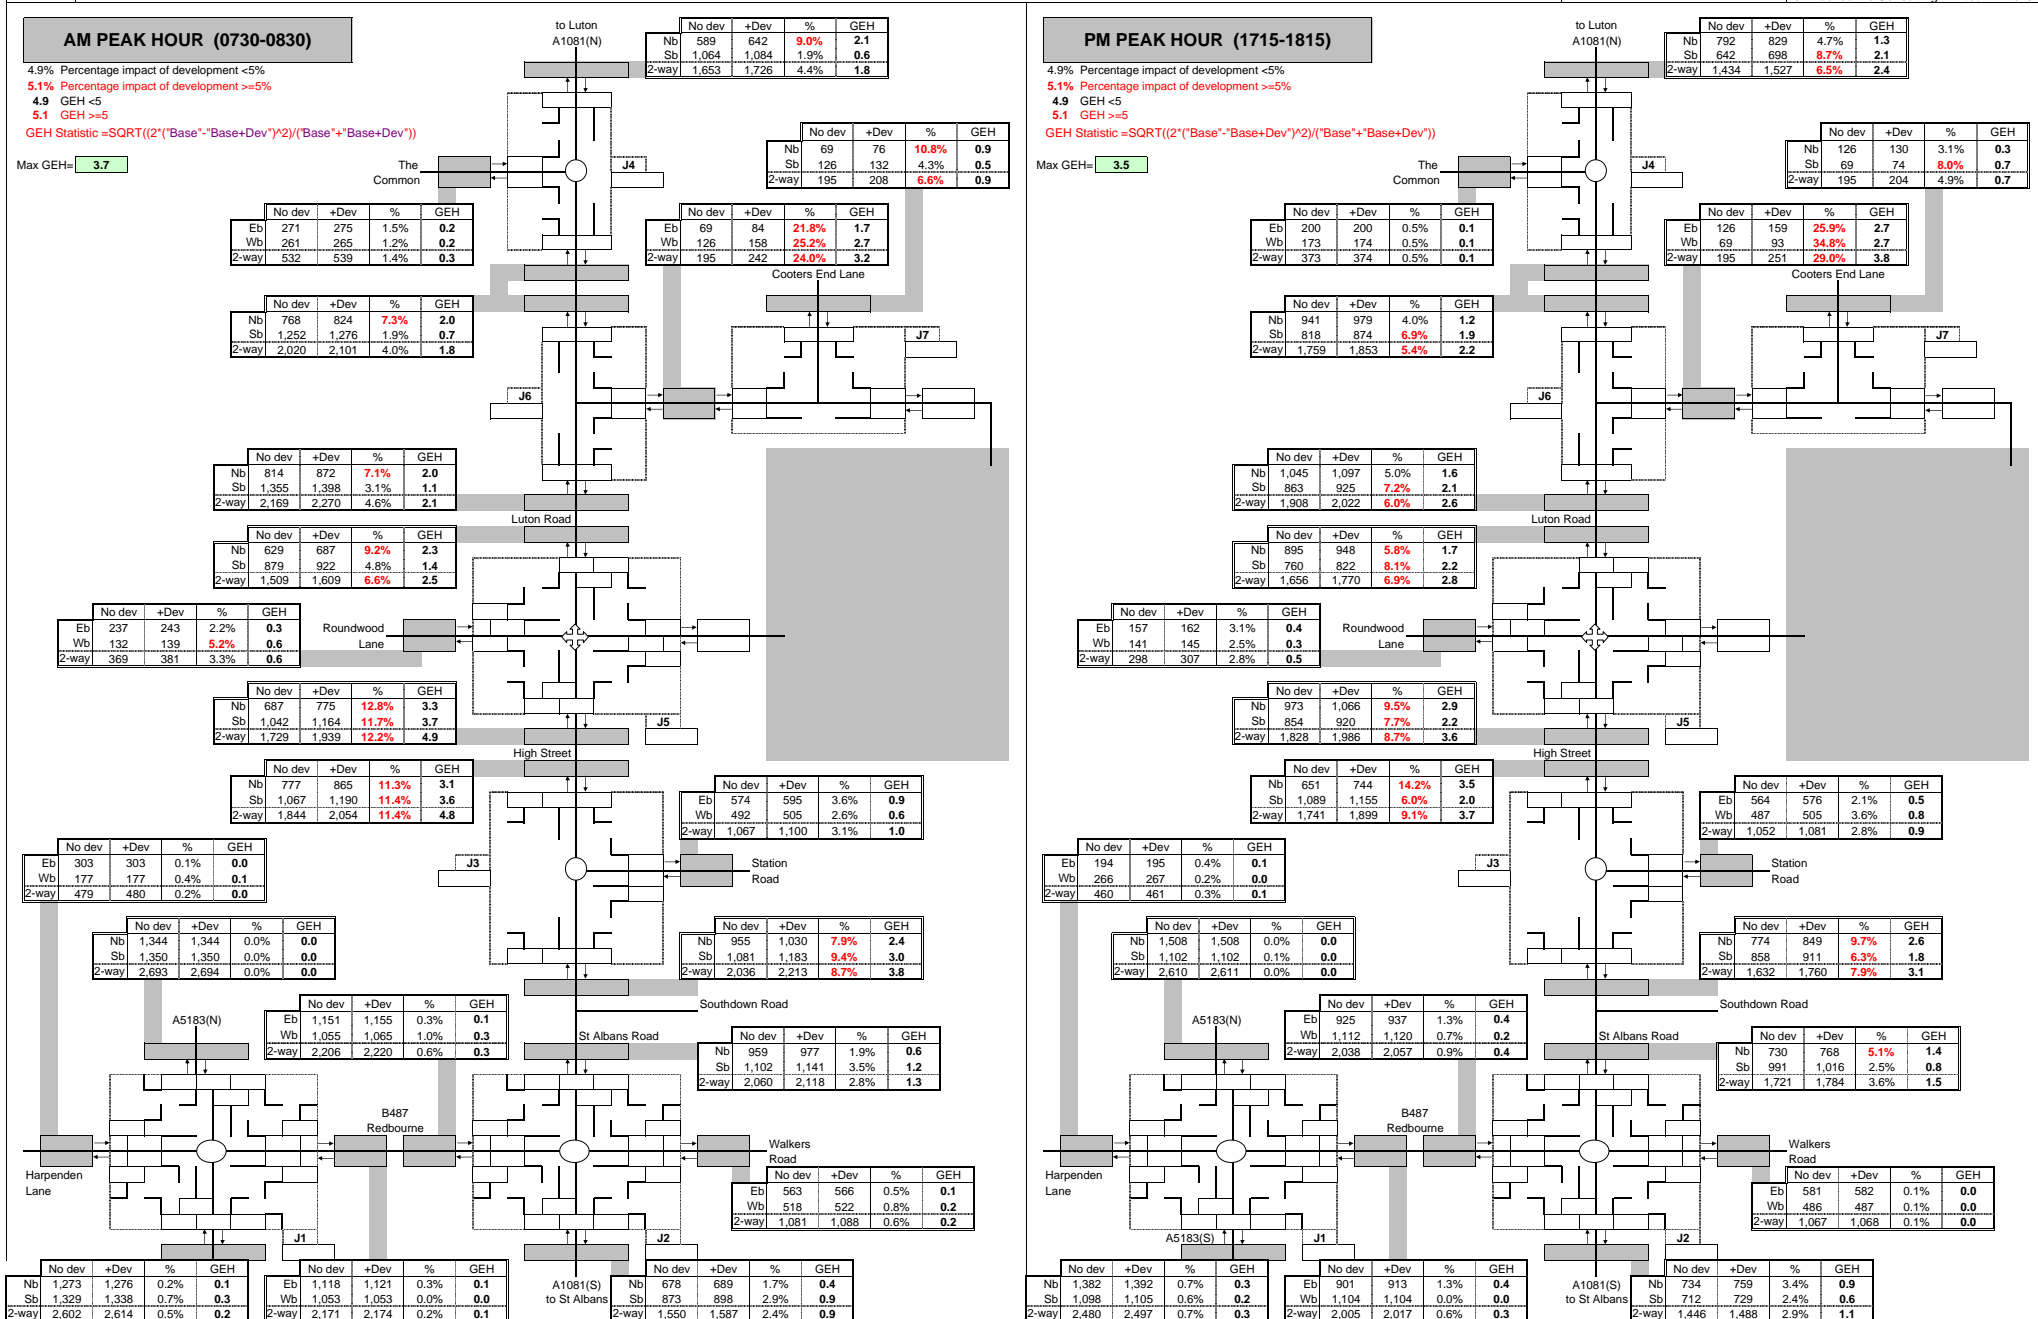 AM PEAK HOUR (0730-0830)
4.9% Percentage impact of development <5%
5.1% Percentage impact of development >=5%
4.9 GEH <5
5.1 GEH >=5
GEH Statistic =SQRT((2*("Base"-"Base+Dev")^2)/("Base"+"Base+Dev"))
Max GEH= 3.7
to Luton
A1081(N)
No dev +Dev % GEH
Nb 589 642 9.0% 2.1
Sb 1,064 1,084 1.9% 0.6
2-way 1,653 1,726 4.4% 1.8
No dev +Dev % GEH
Nb 69 76 10.8% 0.9
Sb 126 132 4.3% 0.5
2-way 195 208 6.6% 0.9
The
Common
J4
No dev +Dev % GEH
Eb 271 275 1.5% 0.2
Wb 261 265 1.2% 0.2
2-way 532 539 1.4% 0.3
No dev +Dev % GEH
Eb 69 84 21.8% 1.7
Wb 126 158 25.2% 2.7
2-way 195 242 24.0% 3.2
Cooters End Lane
No dev +Dev % GEH
Nb 768 824 7.3% 2.0
Sb 1,252 1,276 1.9% 0.7
2-way 2,020 2,101 4.0% 1.8
J7
J6
No dev +Dev % GEH
Nb 814 872 7.1% 2.0
Sb 1,355 1,398 3.1% 1.1
2-way 2,169 2,270 4.6% 2.1
Luton Road
No dev +Dev % GEH
Nb 629 687 9.2% 2.3
Sb 879 922 4.8% 1.4
2-way 1,509 1,609 6.6% 2.5
No dev +Dev % GEH
Eb 237 243 2.2% 0.3
Wb 132 139 5.2% 0.6
2-way 369 381 3.3% 0.6
Roundwood
Lane
No dev +Dev % GEH
Nb 687 775 12.8% 3.3
Sb 1,042 1,164 11.7% 3.7
2-way 1,729 1,939 12.2% 4.9
J5
High Street
No dev +Dev % GEH
Nb 777 865 11.3% 3.1
Sb 1,067 1,190 11.4% 3.6
2-way 1,844 2,054 11.4% 4.8
No dev +Dev % GEH
Eb 574 595 3.6% 0.9
Wb 492 505 2.6% 0.6
2-way 1,067 1,100 3.1% 1.0
No dev +Dev % GEH
Eb 303 303 0.1% 0.0
Wb 177 177 0.4% 0.1
2-way 479 480 0.2% 0.0
J3
Station
Road
No dev +Dev % GEH
Nb 1,344 1,344 0.0% 0.0
Sb 1,350 1,350 0.0% 0.0
2-way 2,693 2,694 0.0% 0.0
No dev +Dev % GEH
Nb 955 1,030 7.9% 2.4
Sb 1,081 1,183 9.4% 3.0
2-way 2,036 2,213 8.7% 3.8
Southdown Road
A5183(N)
No dev +Dev % GEH
Eb 1,151 1,155 0.3% 0.1
Wb 1,055 1,065 1.0% 0.3
2-way 2,206 2,220 0.6% 0.3
St Albans Road
No dev +Dev % GEH
Nb 959 977 1.9% 0.6
Sb 1,102 1,141 3.5% 1.2
2-way 2,060 2,118 2.8% 1.3
B487
Redbourne
Harpenden
Lane
Walkers
Road
No dev +Dev % GEH
Eb 563 566 0.5% 0.1
Wb 518 522 0.8% 0.2
2-way 1,081 1,088 0.6% 0.2
J1
J2
No dev +Dev % GEH
Nb 1,273 1,276 0.2% 0.1
Sb 1,329 1,338 0.7% 0.3
2-way 2,602 2,614 0.5% 0.2
No dev +Dev % GEH
Eb 1,118 1,121 0.3% 0.1
Wb 1,053 1,053 0.0% 0.0
2-way 2,171 2,174 0.2% 0.1
A1081(S)
to St Albans
No dev +Dev % GEH
Nb 678 689 1.7% 0.4
Sb 873 898 2.9% 0.9
2-way 1,550 1,587 2.4% 0.9
PM PEAK HOUR (1715-1815)
4.9% Percentage impact of development <5%
5.1% Percentage impact of development >=5%
4.9 GEH <5
5.1 GEH >=5
GEH Statistic =SQRT((2*("Base"-"Base+Dev")^2)/("Base"+"Base+Dev"))
Max GEH= 3.5
to Luton
A1081(N)
No dev +Dev % GEH
Nb 792 829 4.7% 1.3
Sb 642 698 8.7% 2.1
2-way 1,434 1,527 6.5% 2.4
No dev +Dev % GEH
Nb 126 130 3.1% 0.3
Sb 69 74 8.0% 0.7
2-way 195 204 4.9% 0.7
The
Common
J4
No dev +Dev % GEH
Eb 200 200 0.5% 0.1
Wb 173 174 0.5% 0.1
2-way 373 374 0.5% 0.1
No dev +Dev % GEH
Eb 126 159 25.9% 2.7
Wb 69 93 34.8% 2.7
2-way 195 251 29.0% 3.8
Cooters End Lane
No dev +Dev % GEH
Nb 941 979 4.0% 1.2
Sb 818 874 6.9% 1.9
2-way 1,759 1,853 5.4% 2.2
J7
J6
No dev +Dev % GEH
Nb 1,045 1,097 5.0% 1.6
Sb 863 925 7.2% 2.1
2-way 1,908 2,022 6.0% 2.6
Luton Road
No dev +Dev % GEH
Nb 895 948 5.8% 1.7
Sb 760 822 8.1% 2.2
2-way 1,656 1,770 6.9% 2.8
No dev +Dev % GEH
Eb 157 162 3.1% 0.4
Wb 141 145 2.5% 0.3
2-way 298 307 2.8% 0.5
Roundwood
Lane
No dev +Dev % GEH
Nb 973 1,066 9.5% 2.9
Sb 854 920 7.7% 2.2
2-way 1,828 1,986 8.7% 3.6
J5
High Street
No dev +Dev % GEH
Nb 651 744 14.2% 3.5
Sb 1,089 1,155 6.0% 2.0
2-way 1,741 1,899 9.1% 3.7
No dev +Dev % GEH
Eb 564 576 2.1% 0.5
Wb 487 505 3.6% 0.8
2-way 1,052 1,081 2.8% 0.9
No dev +Dev % GEH
Eb 194 195 0.4% 0.1
Wb 266 267 0.2% 0.0
2-way 460 461 0.3% 0.1
J3
Station
Road
No dev +Dev % GEH
Nb 1,508 1,508 0.0% 0.0
Sb 1,102 1,102 0.1% 0.0
2-way 2,610 2,611 0.0% 0.0
No dev +Dev % GEH
Nb 774 849 9.7% 2.6
Sb 858 911 6.3% 1.8
2-way 1,632 1,760 7.9% 3.1
Southdown Road
A5183(N)
No dev +Dev % GEH
Eb 925 937 1.3% 0.4
Wb 1,112 1,120 0.7% 0.2
2-way 2,038 2,057 0.9% 0.4
St Albans Road
No dev +Dev % GEH
Nb 730 768 5.1% 1.4
Sb 991 1,016 2.5% 0.8
2-way 1,721 1,784 3.6% 1.5
B487
Redbourne
Harpenden
Lane
Walkers
Road
No dev +Dev % GEH
Eb 581 582 0.1% 0.0
Wb 486 487 0.1% 0.0
2-way 1,067 1,068 0.1% 0.0
A5183(S)
J1
J2
No dev +Dev % GEH
Nb 1,382 1,392 0.7% 0.3
Sb 1,098 1,105 0.6% 0.2
2-way 2,480 2,497 0.7% 0.3
No dev +Dev % GEH
Eb 901 913 1.3% 0.4
Wb 1,104 1,104 0.0% 0.0
2-way 2,005 2,017 0.6% 0.3
A1081(S)
to St Albans
No dev +Dev % GEH
Nb 734 759 3.4% 0.9
Sb 712 729 2.4% 0.6
2-way 1,446 1,488 2.9% 1.1